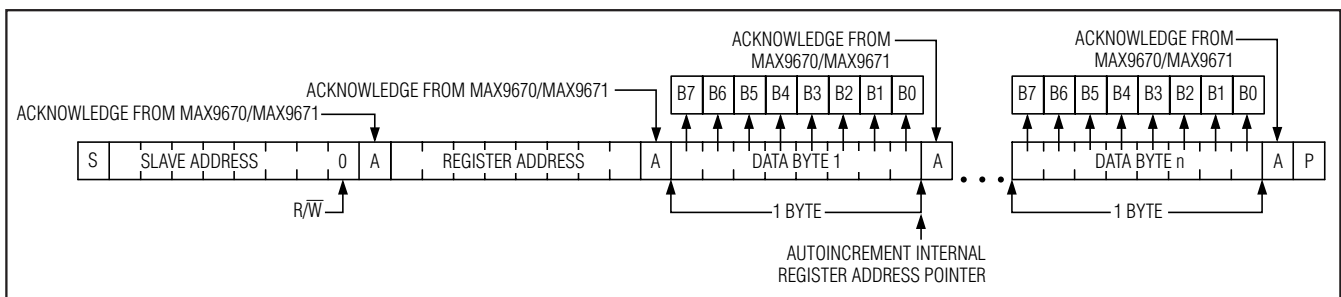 ACKNOWLEDGE FROM
MAX9670/MAX9671
ACKNOWLEDGE FROM
MAX9670/MAX9671
ACKNOWLEDGE FROM MAX9670/MAX9671
B7 B6 B5 B4 B3 B2 B1 B0
B7 B6 B5 B4 B3 B2 B1 B0
ACKNOWLEDGE FROM MAX9670/MAX9671
S SLAVE ADDRESS 0 A REGISTER ADDRESS A DATA BYTE 1 A DATA BYTE n A P
R/W̅
1 BYTE
1 BYTE
AUTOINCREMENT INTERNAL
REGISTER ADDRESS POINTER